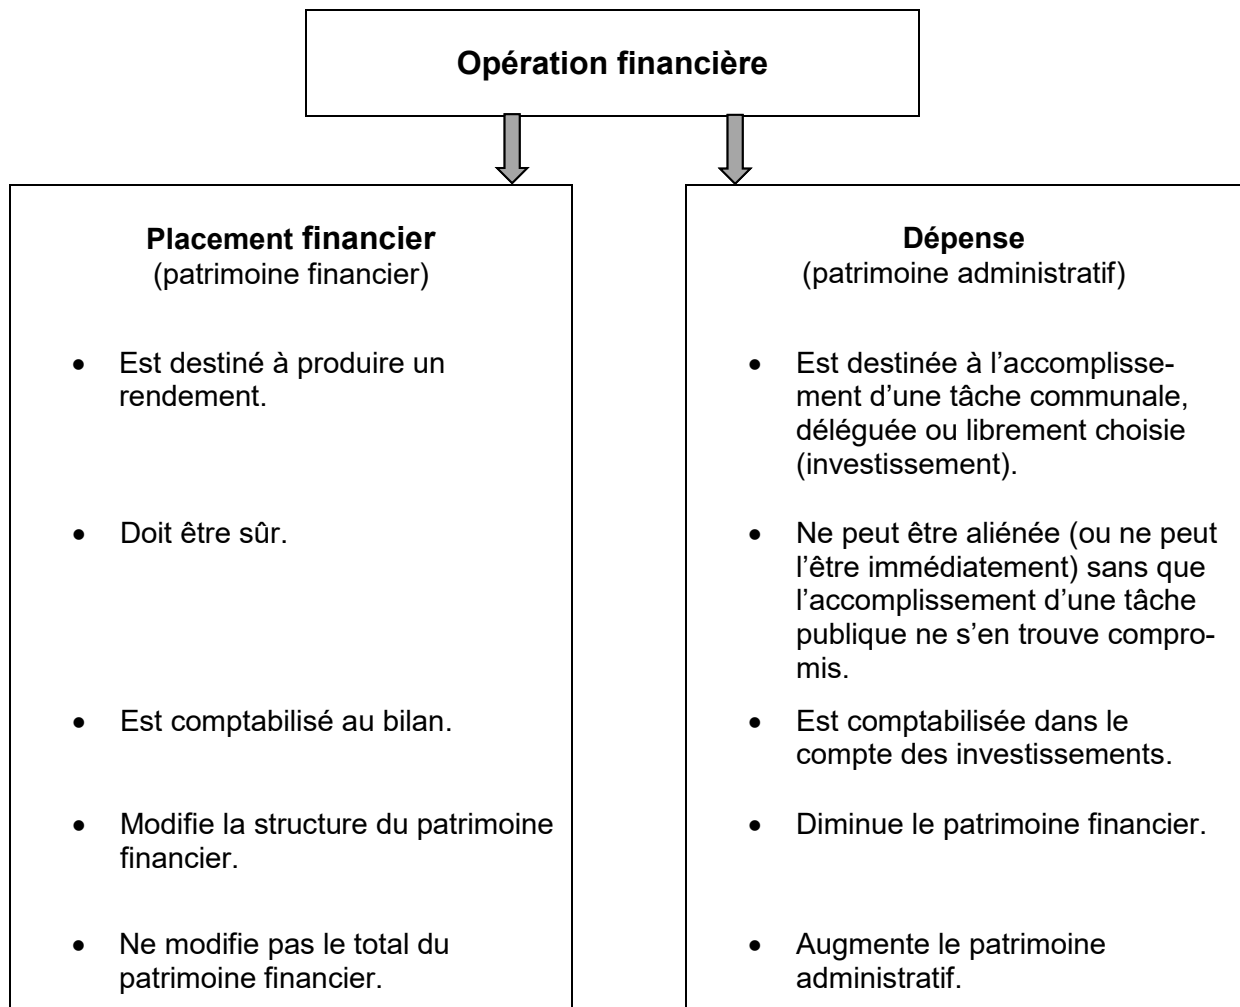 Opération financière
Placement financier
(patrimoine financier)
• Est destiné à produire un
rendement.
• Doit être sûr.
• Est comptabilisé au bilan.
• Modifie la structure du patrimoine
financier.
• Ne modifie pas le total du
patrimoine financier.
Dépense
(patrimoine administratif)
• Est destinée à l’accomplisse-
ment d’une tâche communale,
déléguée ou librement choisie
(investissement).
• Ne peut être aliénée (ou ne peut
l’être immédiatement) sans que
l’accomplissement d’une tâche
publique ne s’en trouve compro-
mis.
• Est comptabilisée dans le
compte des investissements.
• Diminue le patrimoine financier.
• Augmente le patrimoine
administratif.